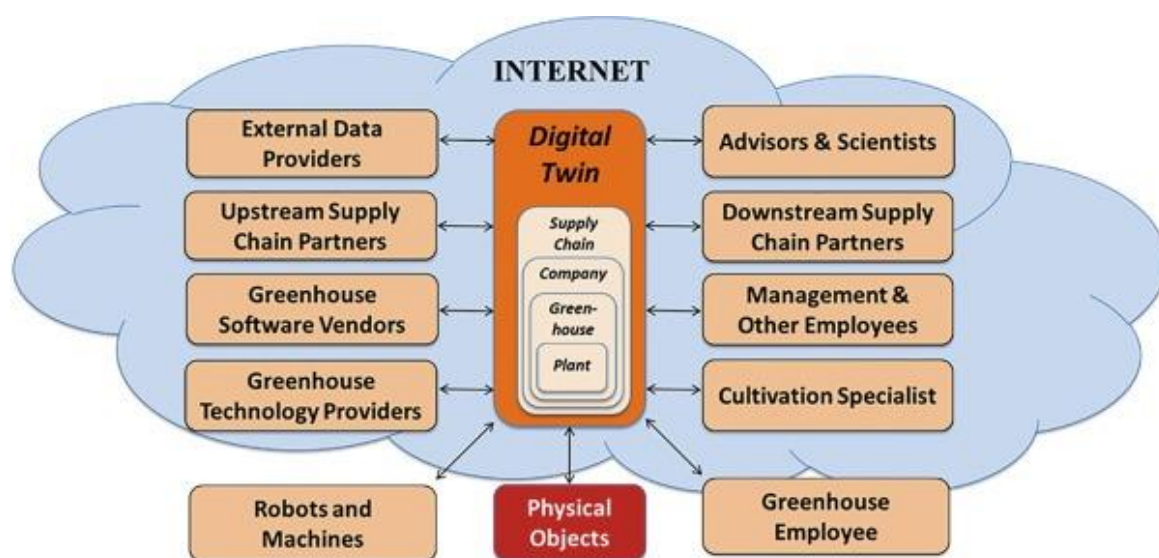 INTERNET
External Data
Providers
Upstream Supply
Chain Partners
Greenhouse
Software Vendors
Greenhouse
Technology Providers
Robots and
Machines
Digital
Twin
Supply
Chain
Company
Green-
house
Plant
Physical
Objects
Advisors & Scientists
Downstream Supply
Chain Partners
Management &
Other Employees
Cultivation Specialist
Greenhouse
Employee